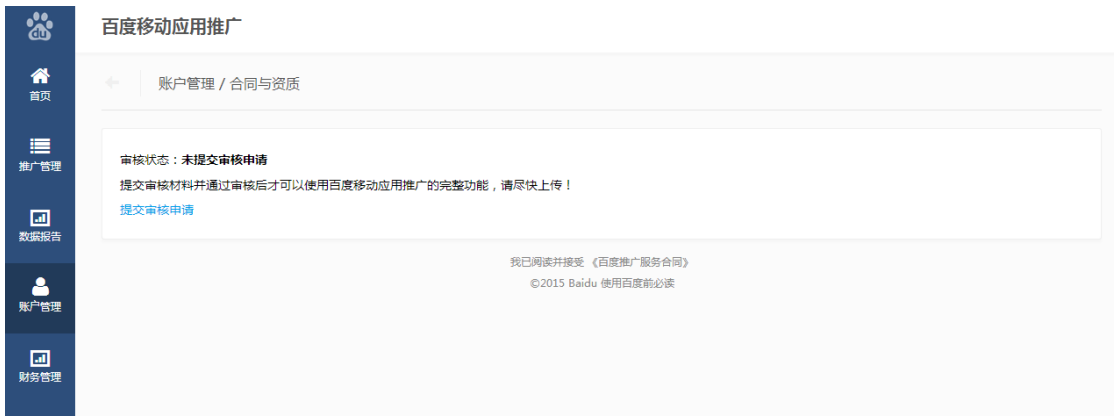 du
百度移动应用推广
首页
推广管理
数据报告
账户管理
财务管理
账户管理 / 合同与资质
审核状态：未提交审核申请
提交审核材料并通过审核后才可以使用百度移动应用推广的完整功能，请尽快上传！
提交审核申请
我已阅读并接受 《百度推广服务合同》
©2015 Baidu 使用百度前必读